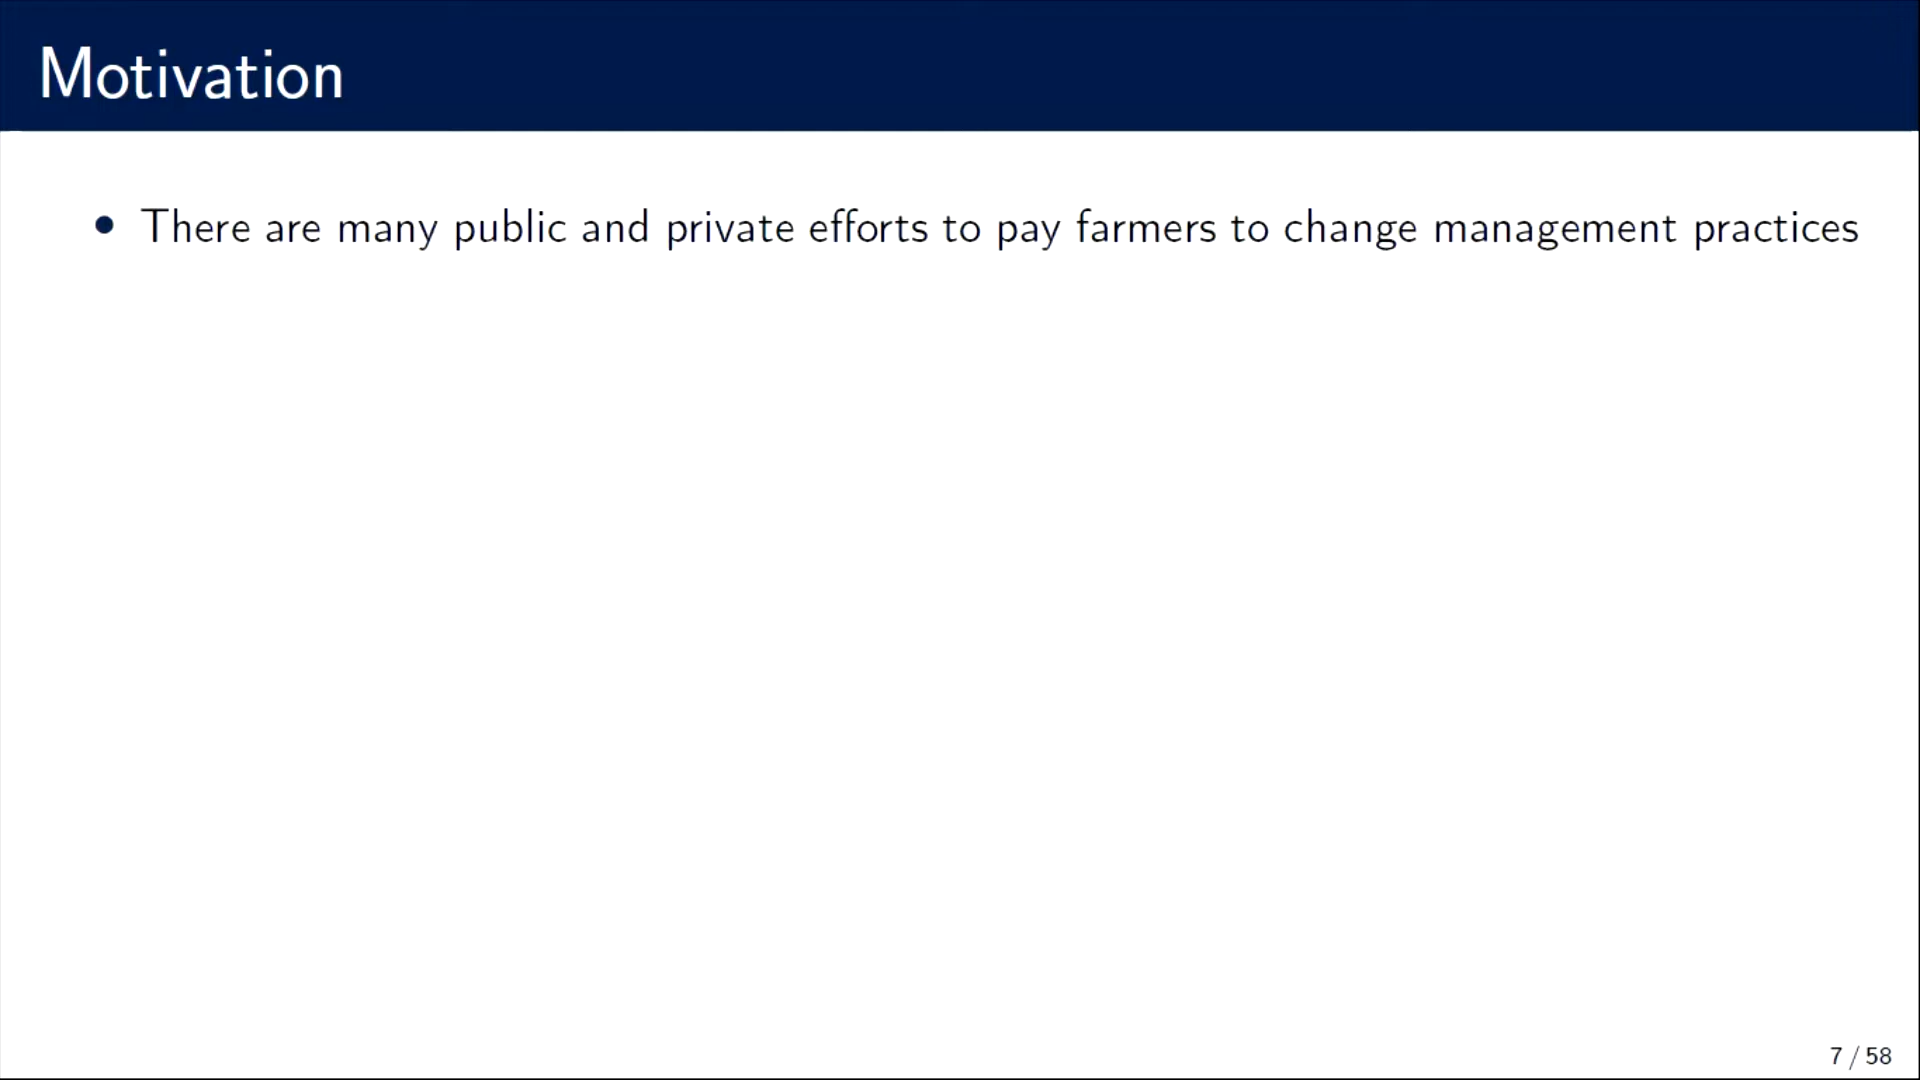 Motivation
• There are many public and private efforts to pay farmers to change management practices
7 / 58